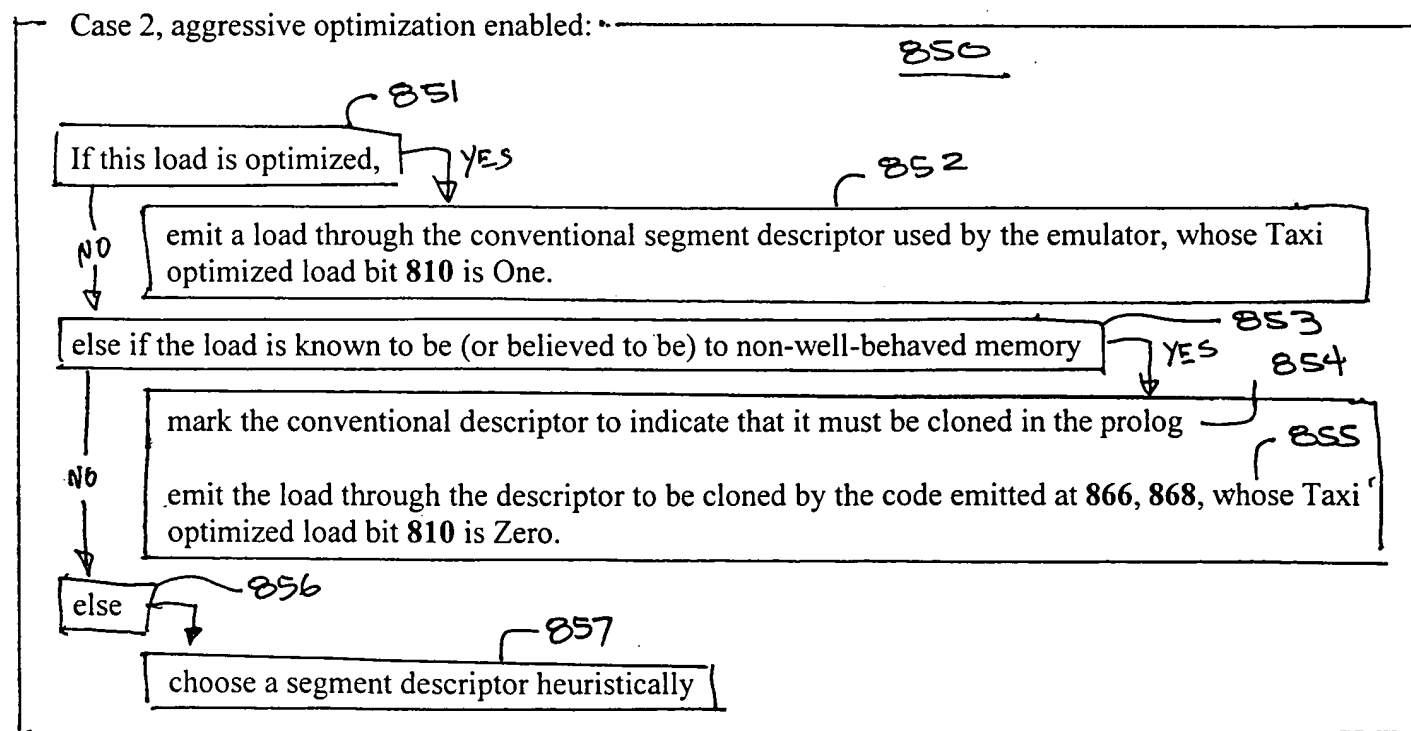 Case 2, aggressive optimization enabled:
850
851
If this load is optimized,
YES
852
NO
emit a load through the conventional segment descriptor used by the emulator, whose Taxi
optimized load bit 810 is One.
853
else if the load is known to be (or believed to be) to non-well-behaved memory
YES
854
mark the conventional descriptor to indicate that it must be cloned in the prolog
855
NO
emit the load through the descriptor to be cloned by the code emitted at 866, 868, whose Taxi
optimized load bit 810 is Zero.
856
else
857
choose a segment descriptor heuristically